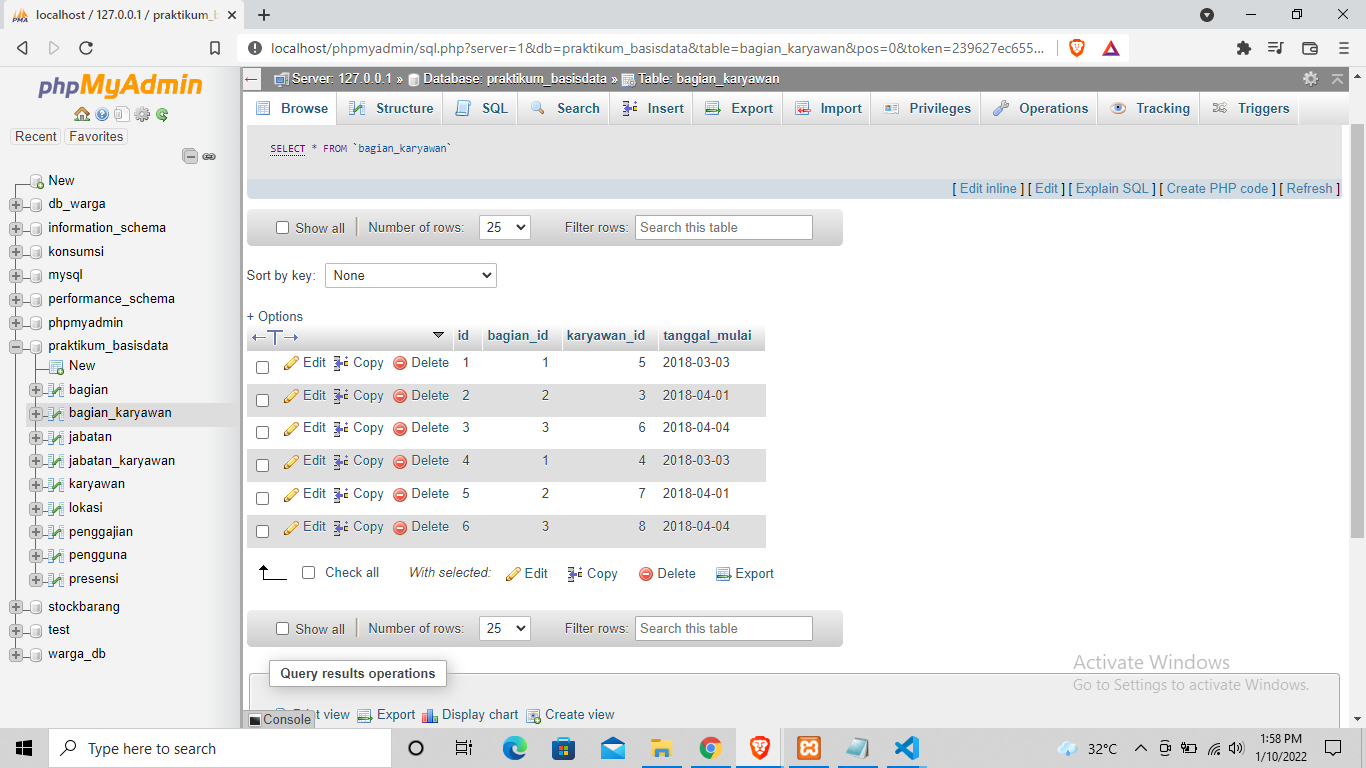 localhost / 127.0.0.1 / praktikum_b
localhost/phpmyadmin/sql.php?server=1&db=praktikum_basisdata&table=bagian_karyawan&pos=0&token=239627ec655...
phpMyAdmin
Recent Favorites
New
db_warga
information_schema
konsumsi
mysql
performance_schema
phpmyadmin
praktikum_basisdata
New
bagian
bagian_karyawan
jabatan
jabatan_karyawan
karyawan
lokasi
penggajian
pengguna
presensi
stockbarang
test
warga_db
Server: 127.0.0.1 » Database: praktikum_basisdata » Table: bagian_karyawan
Browse Structure SQL Search Insert Export Import Privileges Operations Tracking Triggers
SELECT * FROM `bagian_karyawan`
[ Edit inline ] [ Edit ] [ Explain SQL ] [ Create PHP code ] [ Refresh ]
Show all Number of rows: 25 Filter rows: Search this table
Sort by key: None
+ Options
id bagian_id karyawan_id tanggal_mulai
Edit Copy Delete 1 1 5 2018-03-03
Edit Copy Delete 2 2 3 2018-04-01
Edit Copy Delete 3 3 6 2018-04-04
Edit Copy Delete 4 1 4 2018-03-03
Edit Copy Delete 5 2 7 2018-04-01
Edit Copy Delete 6 3 8 2018-04-04
Check all With selected: Edit Copy Delete Export
Show all Number of rows: 25 Filter rows: Search this table
Query results operations
view Export Display chart Create view
Console
Activate Windows
Go to Settings to activate Windows.
Type here to search
32°C
1:58 PM
1/10/2022